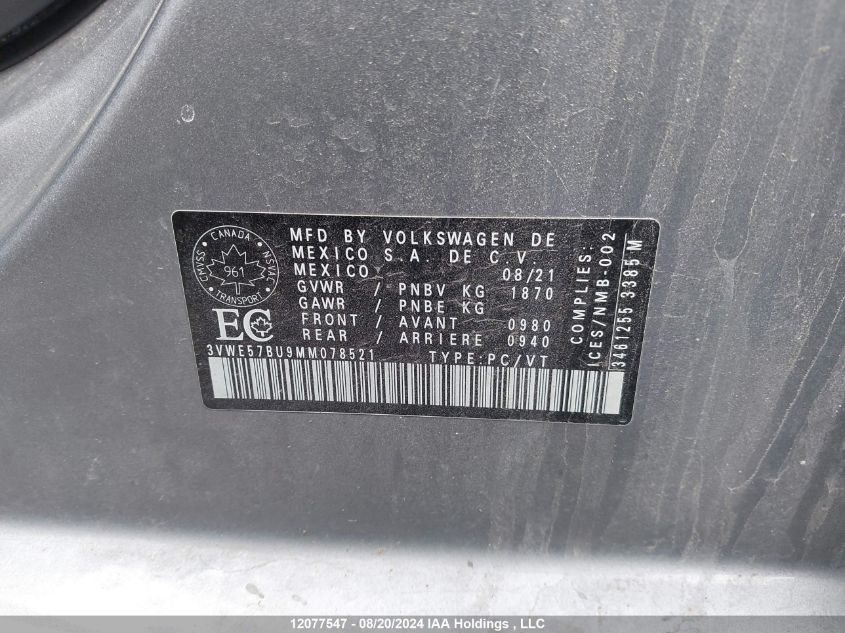 CANADA
CMVSS NSVAC
961
TRANSPORT
EC
MFD BY VOLKSWAGEN DE
MEXICO S.A. DE C.V.
MEXICO 08/21
GVWR / PNBV KG 1870
GAWR / PNBE KG
FRONT / AVANT 0980
REAR / ARRIERE 0940
3VWE57BU9MM078521 TYPE:PC/VT
COMPLIES:
ICES/NMB-002
3461255 3385 M
12077547 - 08/20/2024 IAA Holdings , LLC